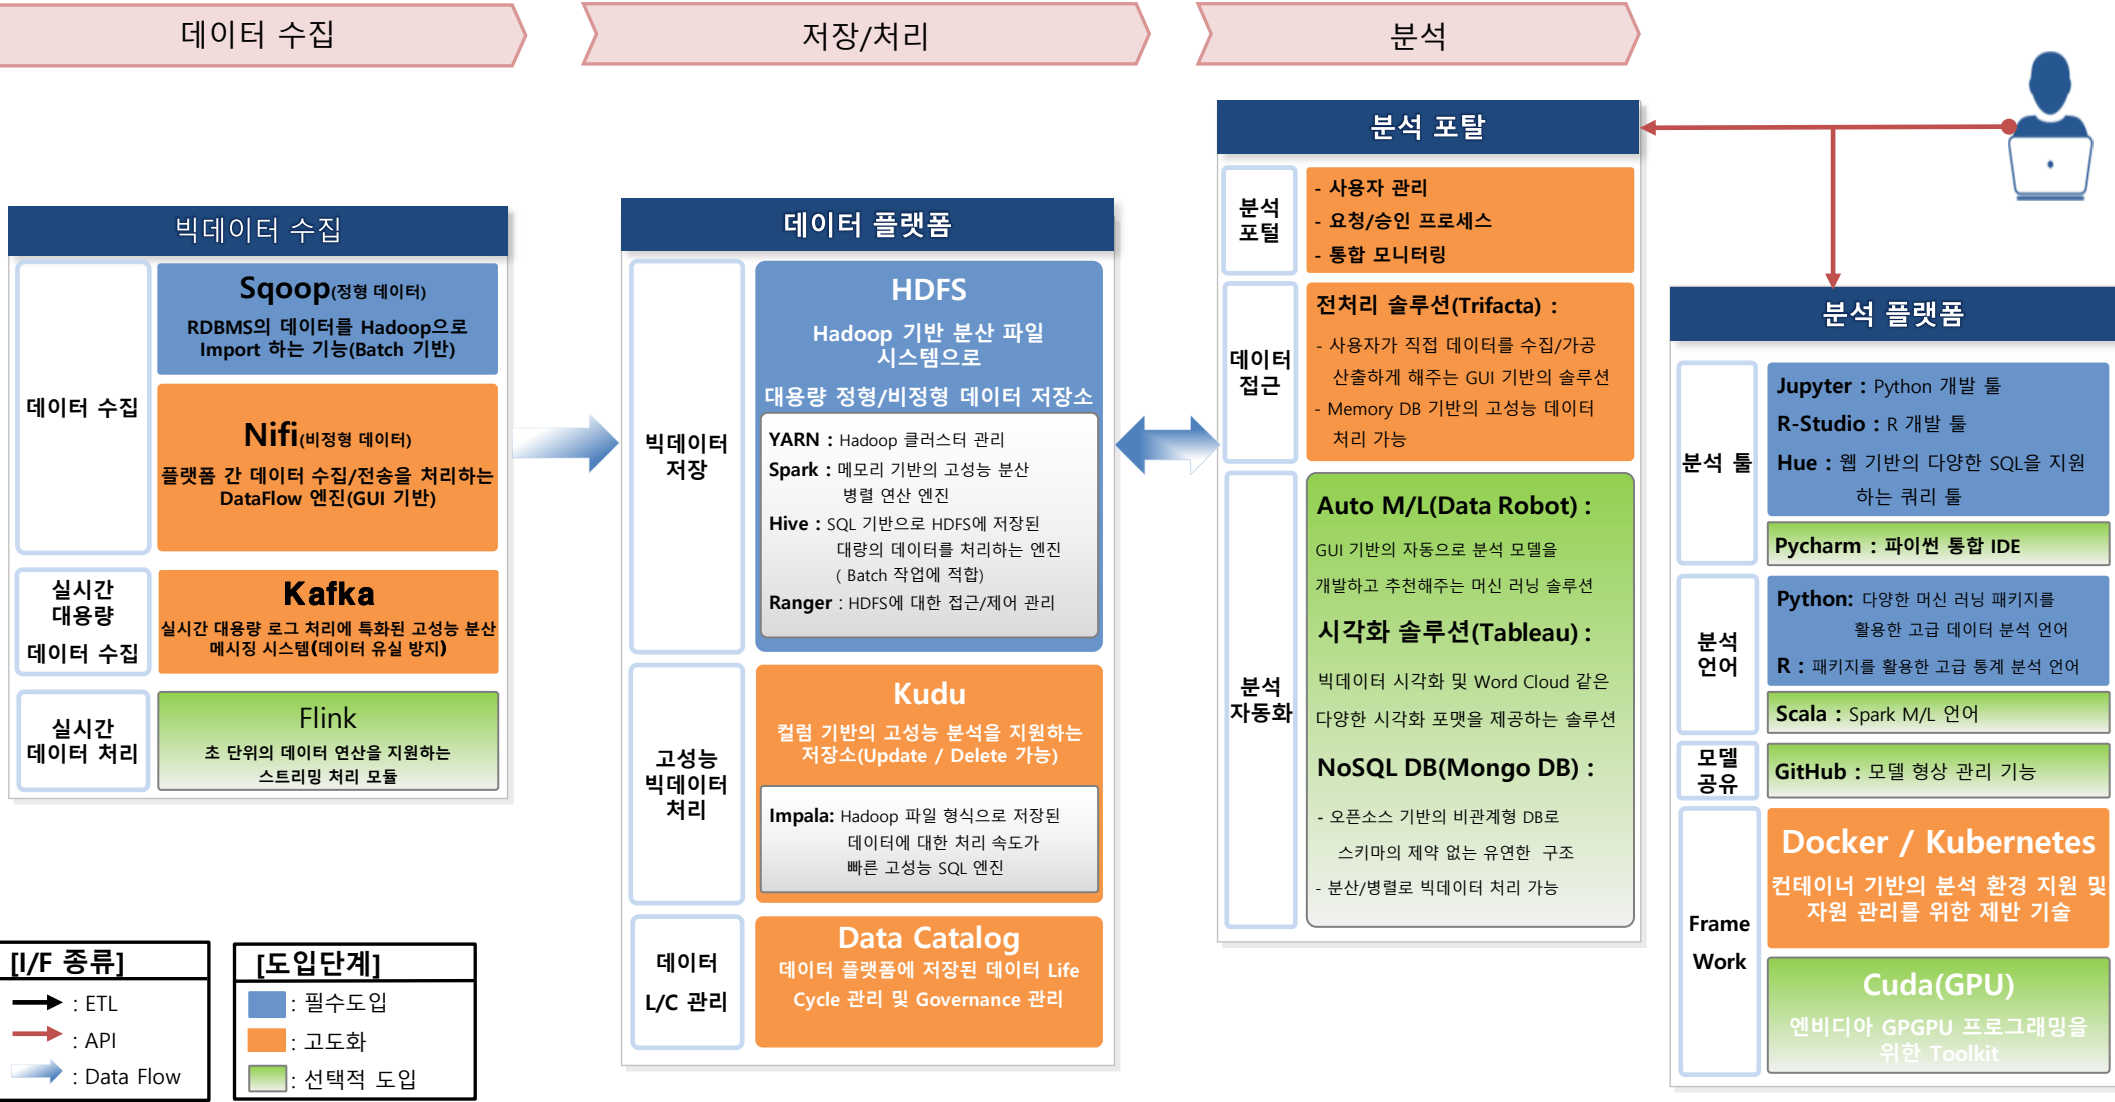 데이터 수집
저장/처리
분석
빅데이터 수집
데이터 수집
Sqoop(정형 데이터)
RDBMS의 데이터를 Hadoop으로
Import 하는 기능(Batch 기반)
Nifi(비정형 데이터)
플랫폼 간 데이터 수집/전송을 처리하는
DataFlow 엔진(GUI 기반)
실시간
대용량
데이터 수집
Kafka
실시간 대용량 로그 처리에 특화된 고성능 분산
메시징 시스템(데이터 유실 방지)
실시간
데이터 처리
Flink
초 단위의 데이터 연산을 지원하는
스트리밍 처리 모듈
[I/F 종류]
: ETL
: API
: Data Flow
[도입단계]
: 필수도입
: 고도화
: 선택적 도입
데이터 플랫폼
빅데이터
저장
HDFS
Hadoop 기반 분산 파일
시스템으로
대용량 정형/비정형 데이터 저장소
YARN : Hadoop 클러스터 관리
Spark : 메모리 기반의 고성능 분산
병렬 연산 엔진
Hive : SQL 기반으로 HDFS에 저장된
대량의 데이터를 처리하는 엔진
( Batch 작업에 적합)
Ranger : HDFS에 대한 접근/제어 관리
고성능
빅데이터
처리
Kudu
컬럼 기반의 고성능 분석을 지원하는
저장소(Update / Delete 가능)
Impala: Hadoop 파일 형식으로 저장된
데이터에 대한 처리 속도가
빠른 고성능 SQL 엔진
데이터
L/C 관리
Data Catalog
데이터 플랫폼에 저장된 데이터 Life
Cycle 관리 및 Governance 관리
분석 포탈
분석
포털
- 사용자 관리
- 요청/승인 프로세스
- 통합 모니터링
데이터
접근
전처리 솔루션(Trifacta) :
- 사용자가 직접 데이터를 수집/가공
산출하게 해주는 GUI 기반의 솔루션
- Memory DB 기반의 고성능 데이터
처리 가능
분석
자동화
Auto M/L(Data Robot) :
GUI 기반의 자동으로 분석 모델을
개발하고 추천해주는 머신 러닝 솔루션
시각화 솔루션(Tableau) :
빅데이터 시각화 및 Word Cloud 같은
다양한 시각화 포맷을 제공하는 솔루션
NoSQL DB(Mongo DB) :
- 오픈소스 기반의 비관계형 DB로
스키마의 제약 없는 유연한 구조
- 분산/병렬로 빅데이터 처리 가능
분석 플랫폼
분석 툴
Jupyter : Python 개발 툴
R-Studio : R 개발 툴
Hue : 웹 기반의 다양한 SQL을 지원
하는 쿼리 툴
Pycharm : 파이썬 통합 IDE
분석
언어
Python: 다양한 머신 러닝 패키지를
활용한 고급 데이터 분석 언어
R : 패키지를 활용한 고급 통계 분석 언어
Scala : Spark M/L 언어
모델
공유
GitHub : 모델 형상 관리 기능
Frame
Work
Docker / Kubernetes
컨테이너 기반의 분석 환경 지원 및
자원 관리를 위한 제반 기술
Cuda(GPU)
엔비디아 GPGPU 프로그래밍을
위한 Toolkit